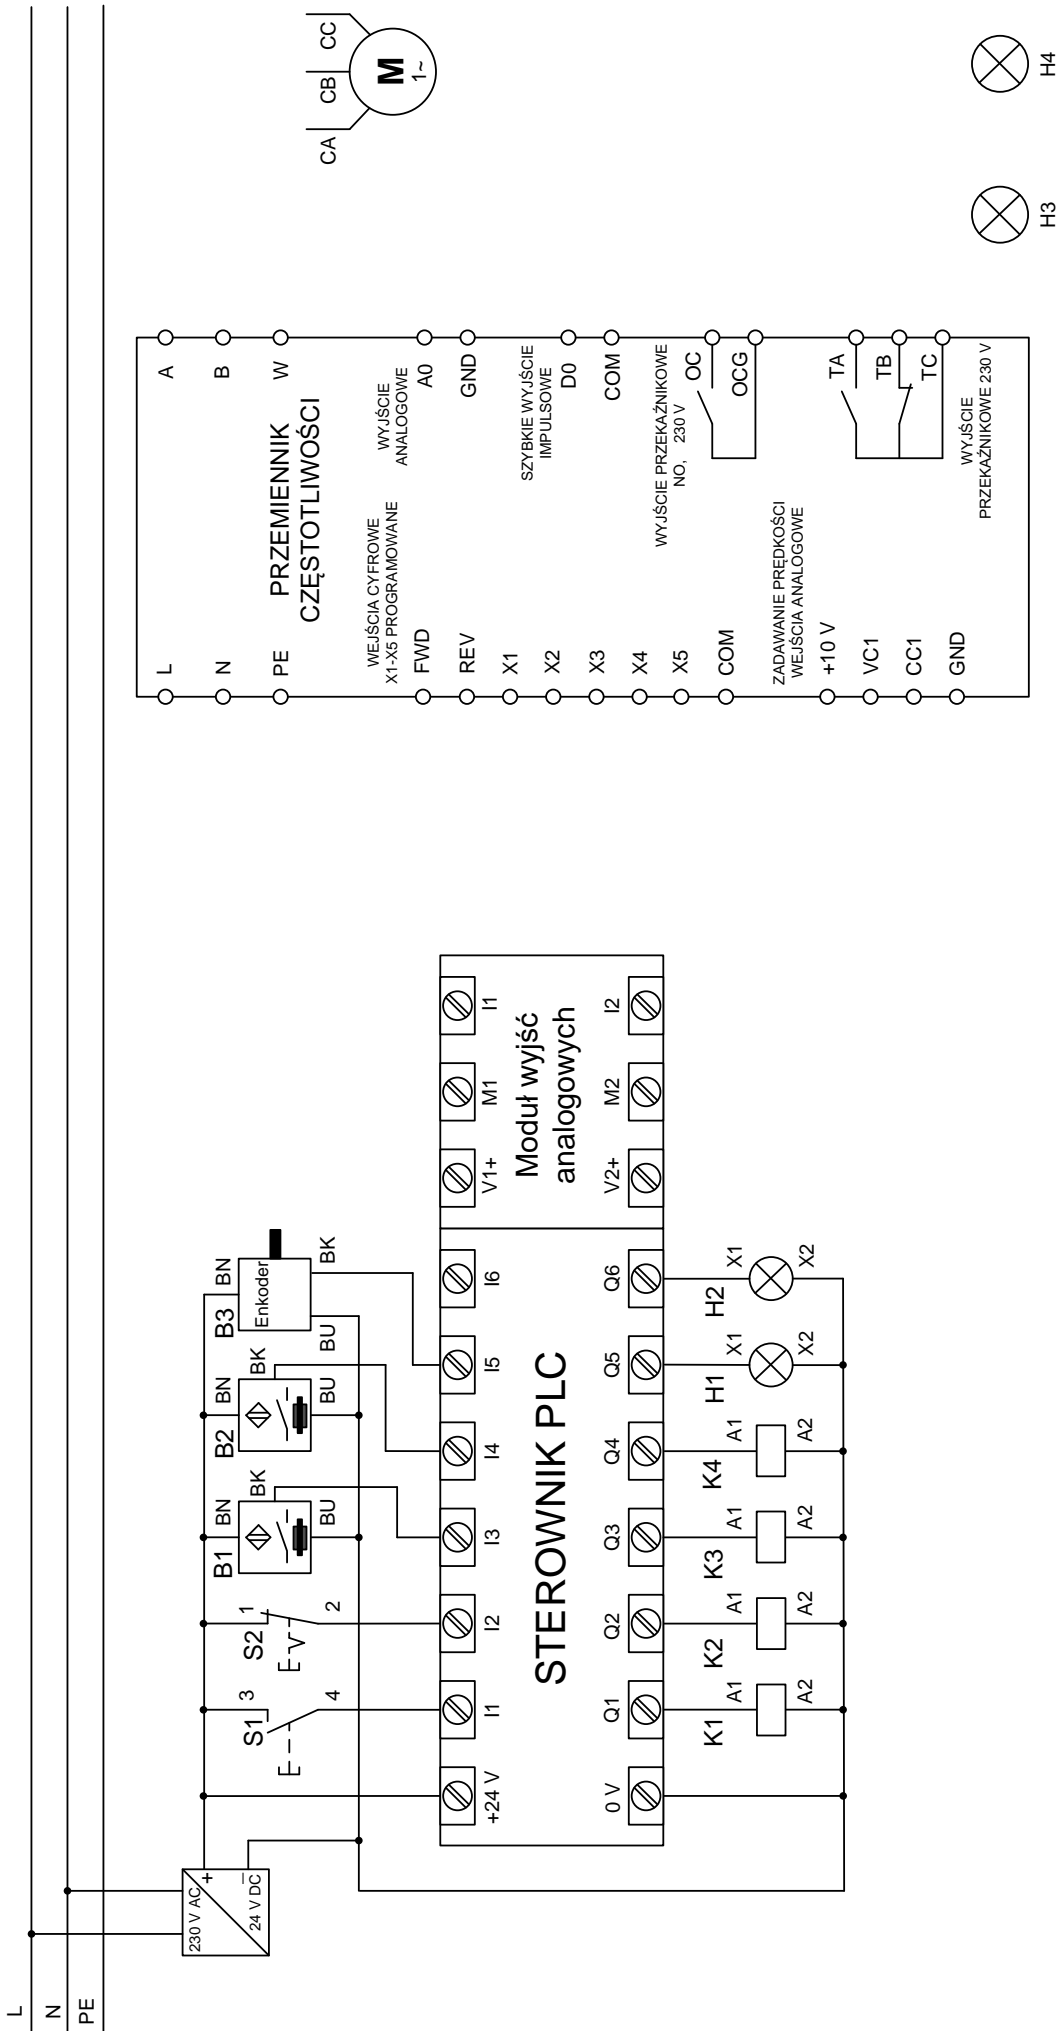 L
N
PE
230 V AC
+
24 V DC
S1
3
4
S2
1
2
V
B1
BN
BK
BU
B2
BN
BK
BU
B3
BN
Enkoder
BK
BU
+24 V
I1
I2
I3
I4
I5
I6
STEROWNIK PLC
0 V
Q1
Q2
Q3
Q4
Q5
Q6
V1+
M1
I1
Moduł wyjść
analogowych
V2+
M2
I2
K1
A1
A2
K2
A1
A2
K3
A1
A2
K4
A1
A2
H1
X1
X2
H2
X1
X2
PRZEMIENNIK
CZĘSTOTLIWOŚCI
L
N
PE
WEJŚCIA CYFROWE
X1-X5 PROGRAMOWANE
FWD
REV
X1
X2
X3
X4
X5
COM
ZADAWANIE PRĘDKOŚCI
WEJŚCIA ANALOGOWE
+10 V
VC1
CC1
GND
A
B
W
WYJŚCIE
ANALOGOWE
A0
GND
SZYBKIE WYJŚCIE
IMPULSOWE
D0
COM
WYJŚCIE PRZEKAŹNIKOWE
NO, 230 V
OC
OCG
TA
TB
TC
WYJŚCIE
PRZEKAŹNIKOWE 230 V
CA
CB
CC
M
1~
H3
H4